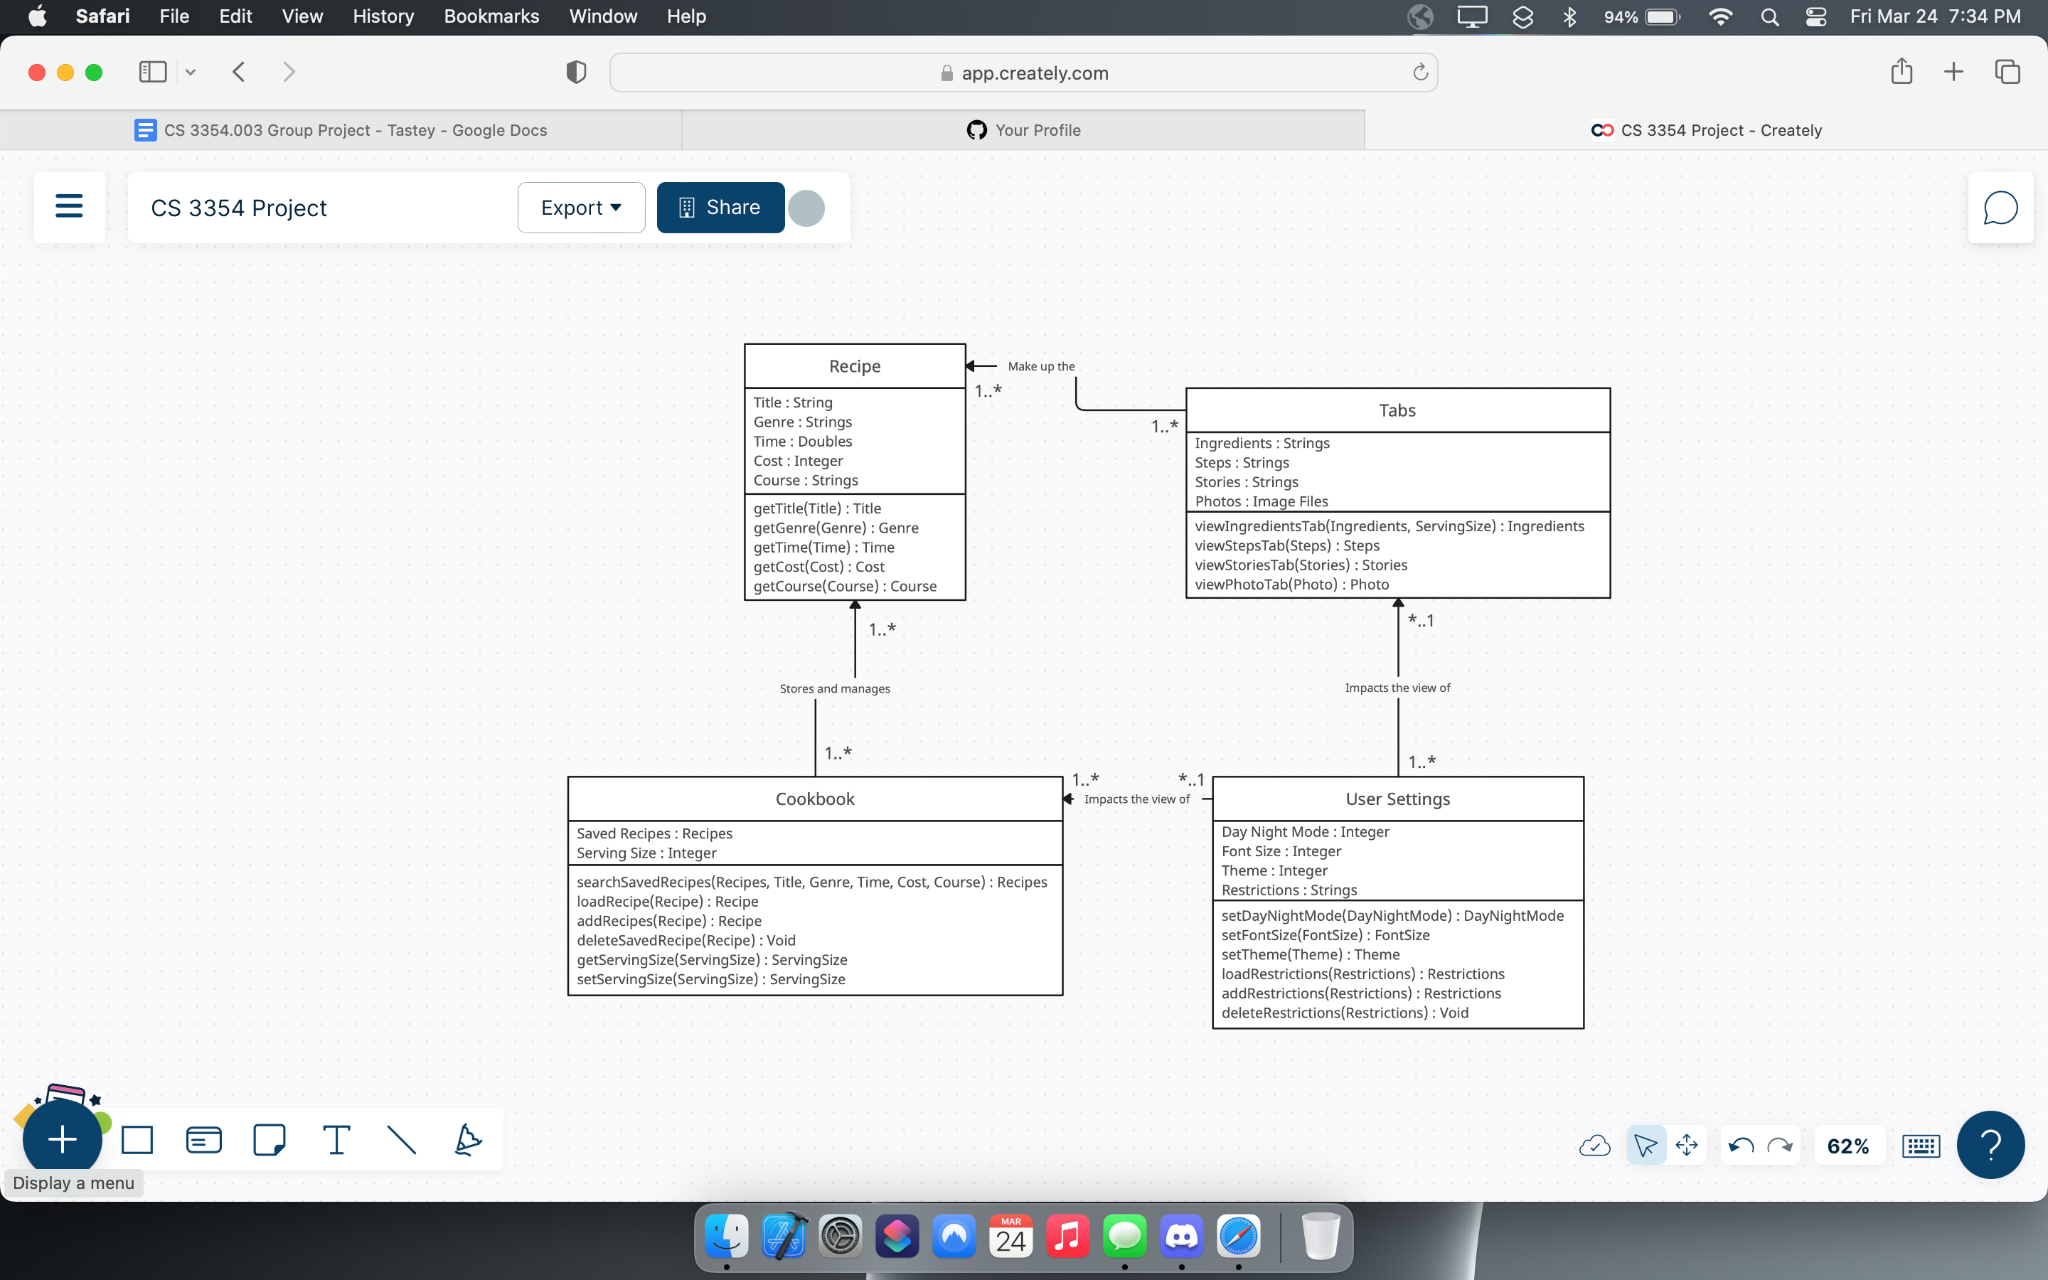 Safari File Edit View History Bookmarks Window Help 94% Fri Mar 24 7:34 PM
app.creately.com
CS 3354.003 Group Project - Tastey - Google Docs
Your Profile
CS 3354 Project - Creately
CS 3354 Project
Export
Share
Recipe
Title : String
Genre : Strings
Time : Doubles
Cost : Integer
Course : Strings
getTitle(Title) : Title
getGenre(Genre) : Genre
getTime(Time) : Time
getCost(Cost) : Cost
getCourse(Course) : Course
Make up the
1..*
1..*
Tabs
Ingredients : Strings
Steps : Strings
Stories : Strings
Photos : Image Files
viewIngredientsTab(Ingredients, ServingSize) : Ingredients
viewStepsTab(Steps) : Steps
viewStoriesTab(Stories) : Stories
viewPhotoTab(Photo) : Photo
1..*
Stores and manages
1..*
*..1
Impacts the view of
1..*
Cookbook
Saved Recipes : Recipes
Serving Size : Integer
searchSavedRecipes(Recipes, Title, Genre, Time, Cost, Course) : Recipes
loadRecipe(Recipe) : Recipe
addRecipes(Recipe) : Recipe
deleteSavedRecipe(Recipe) : Void
getServingSize(ServingSize) : ServingSize
setServingSize(ServingSize) : ServingSize
1..* *..1
Impacts the view of
User Settings
Day Night Mode : Integer
Font Size : Integer
Theme : Integer
Restrictions : Strings
setDayNightMode(DayNightMode) : DayNightMode
setFontSize(FontSize) : FontSize
setTheme(Theme) : Theme
loadRestrictions(Restrictions) : Restrictions
addRestrictions(Restrictions) : Restrictions
deleteRestrictions(Restrictions) : Void
T
62%
?
Display a menu
MAR
24